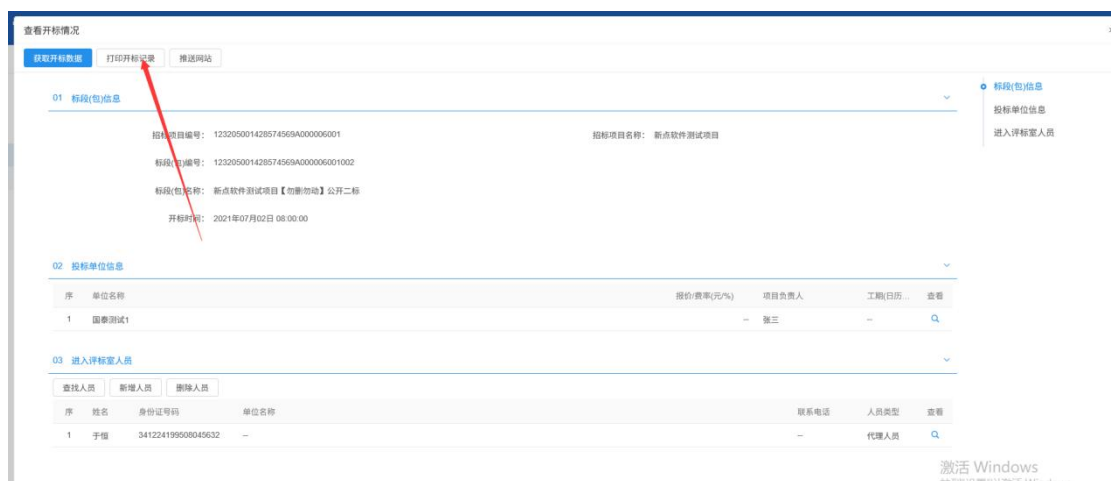 查看开标情况
获取开标数据 打印开标记录 推送网站
01 标段(包)信息
标段(包)信息
投标单位信息
进入评标室人员
招标项目编号: 123205001428574569A000006001 招标项目名称: 新点软件测试项目
标段(包)编号: 123205001428574569A000006001002
标段(包)名称: 新点软件测试项目【勿删勿动】公开二标
开标时间: 2021年07月02日 08:00:00
02 投标单位信息
序 单位名称 报价/费率(元/%) 项目负责人 工期(日历... 查看
1 国泰测试1 -- 张三 --
03 进入评标室人员
查找人员 新增人员 删除人员
序 姓名 身份证号码 单位名称 联系电话 人员类型 查看
1 于恒 341224199508045632 -- -- 代理人员
激活 Windows